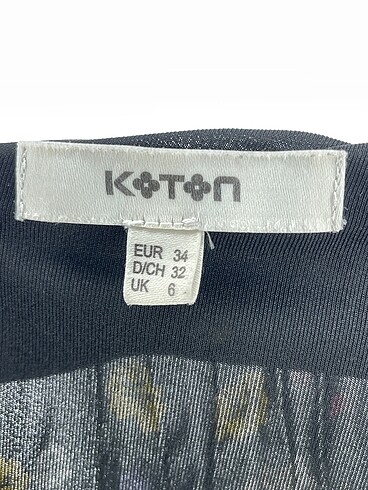 KOTON
EUR 34
D/CH 32
UK 6